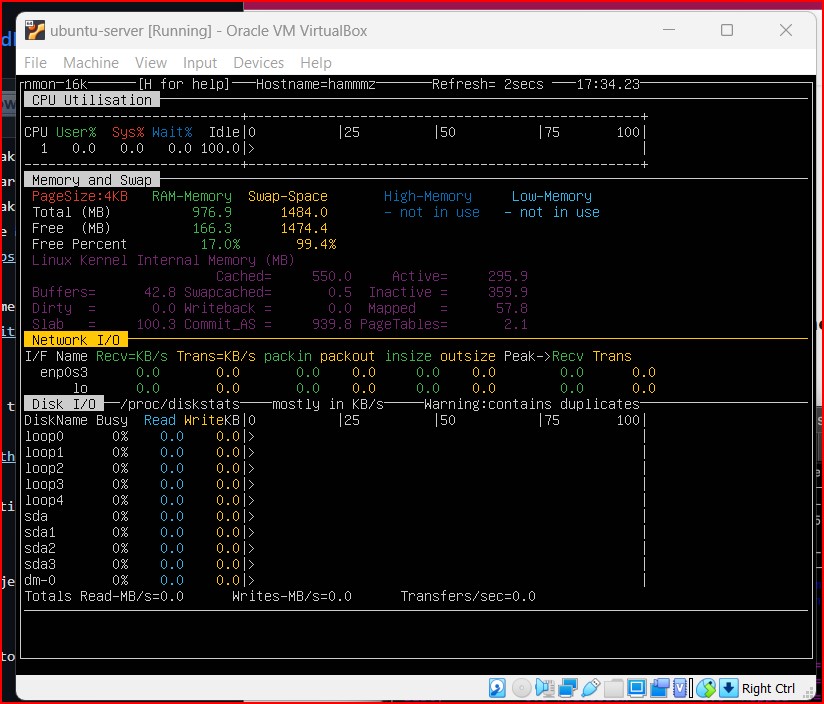 ubuntu-server [Running] - Oracle VM VirtualBox
File Machine View Input Devices Help
nmon-16k [H for help] Hostname=hammmz Refresh= 2secs 17:34.23
CPU Utilisation
CPU User% Sys% Wait% Idle|0 |25 |50 |75 100|
1 0.0 0.0 0.0 100.0|> |
Memory and Swap
PageSize:4KB RAM-Memory Swap-Space High-Memory Low-Memory
Total (MB) 976.9 1484.0 - not in use - not in use
Free (MB) 166.3 1474.4
Free Percent 17.0% 99.4%
Linux Kernel Internal Memory (MB)
Cached= 550.0 Active= 295.9
Buffers= 42.8 Swapcached= 0.5 Inactive = 359.9
Dirty = 0.0 Writeback = 0.0 Mapped = 57.8
Slab = 100.3 Commit_AS = 939.8 PageTables= 2.1
Network I/O
I/F Name Recv=KB/s Trans=KB/s packin packout insize outsize Peak->Recv Trans
enp0s3 0.0 0.0 0.0 0.0 0.0 0.0 0.0 0.0
lo 0.0 0.0 0.0 0.0 0.0 0.0 0.0 0.0
Disk I/O /proc/diskstats mostly in KB/s Warning:contains duplicates
DiskName Busy Read WriteKB|0 |25 |50 |75 100|
loop0 0% 0.0 0.0|> |
loop1 0% 0.0 0.0|> |
loop2 0% 0.0 0.0|> |
loop3 0% 0.0 0.0|> |
loop4 0% 0.0 0.0|> |
sda 0% 0.0 0.0|> |
sda1 0% 0.0 0.0|> |
sda2 0% 0.0 0.0|> |
sda3 0% 0.0 0.0|> |
dm-0 0% 0.0 0.0|> |
Totals Read-MB/s=0.0 Writes-MB/s=0.0 Transfers/sec=0.0
Right Ctrl